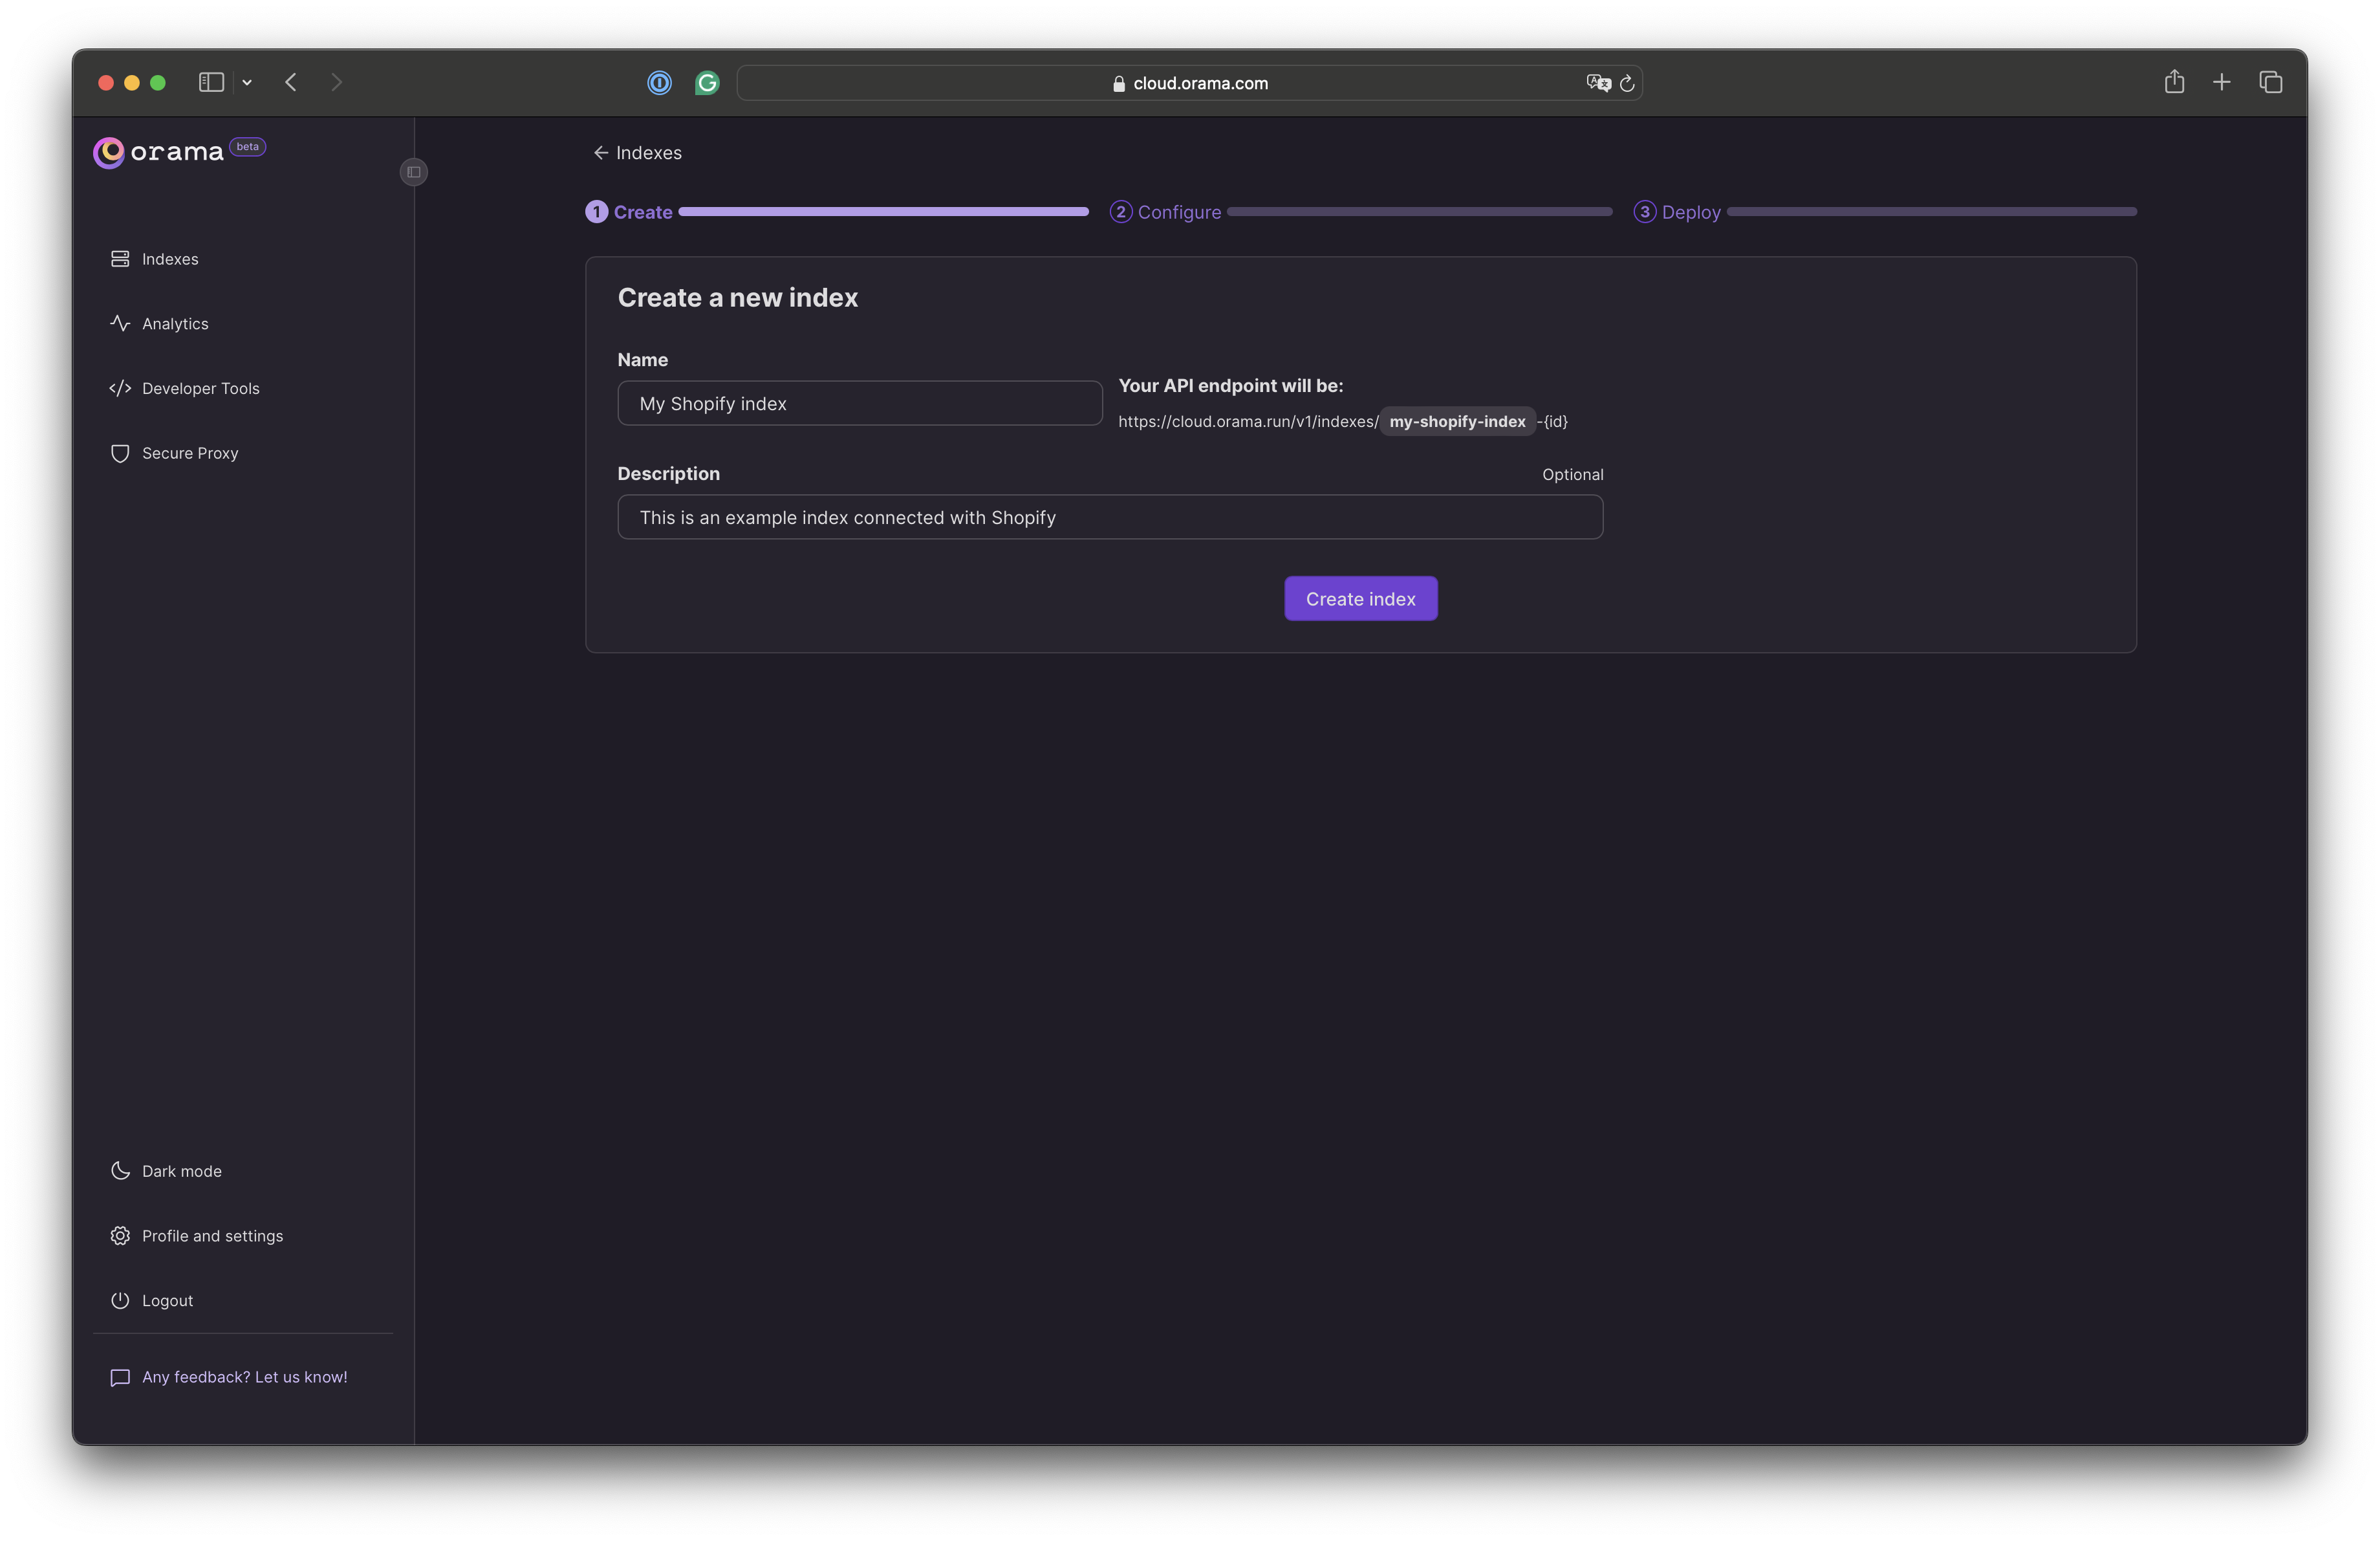 cloud.orama.com
orama beta
Indexes
Analytics
Developer Tools
Secure Proxy
Dark mode
Profile and settings
Logout
Any feedback? Let us know!
Indexes
1 Create
2 Configure
3 Deploy
Create a new index
Name
My Shopify index
Your API endpoint will be:
https://cloud.orama.run/v1/indexes/my-shopify-index-{id}
Description
Optional
This is an example index connected with Shopify
Create index